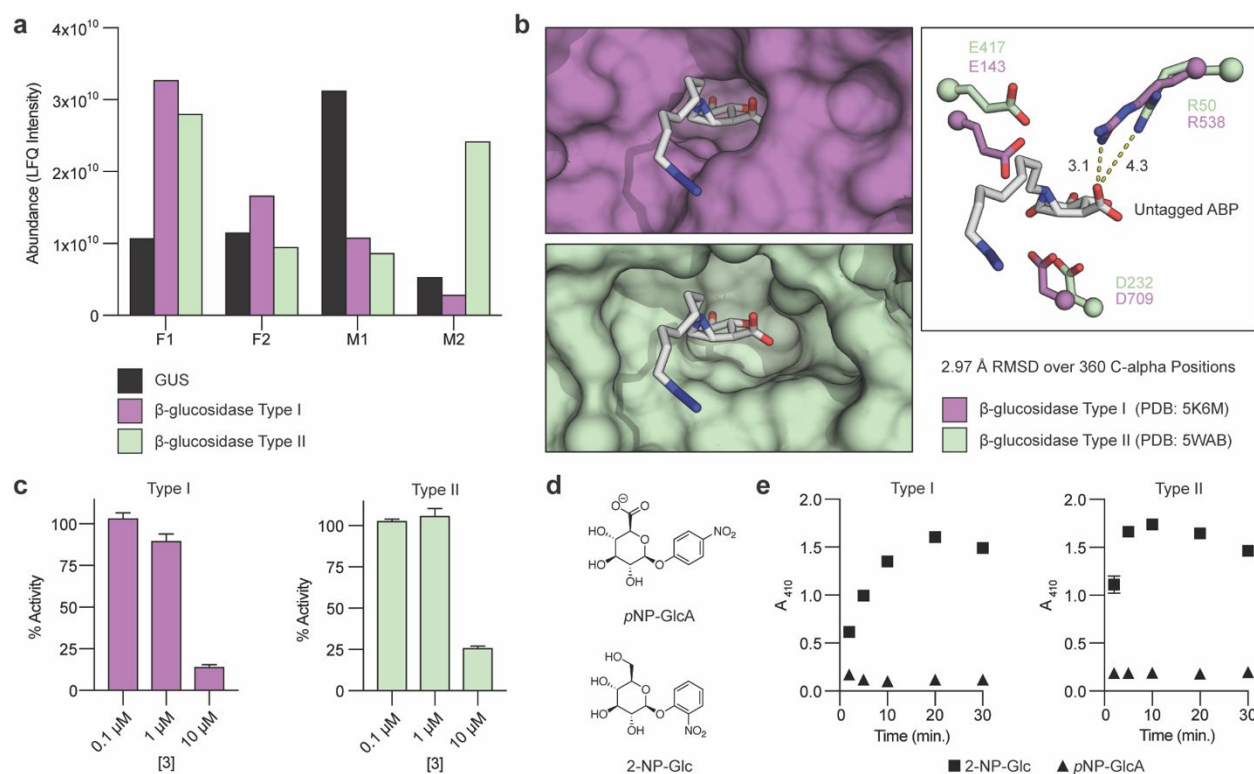 a
Abundance (LFQ Intensity)
4x10¹⁰
3x10¹⁰
2x10¹⁰
1x10¹⁰
0
F1 F2 M1 M2
GUS
β-glucosidase Type I
β-glucosidase Type II
b
E417
E143
R50
R538
3.1
4.3
Untagged ABP
D232
D709
2.97 Å RMSD over 360 C-alpha Positions
β-glucosidase Type I (PDB: 5K6M)
β-glucosidase Type II (PDB: 5WAB)
c
Type I
% Activity
100
75
50
25
0
0.1 µM 1 µM 10 µM
[3]
Type II
% Activity
100
75
50
25
0
0.1 µM 1 µM 10 µM
[3]
d
⊖
O O
HO O NO₂
HO O
OH
pNP-GlcA
HO
HO O
HO O
OH NO₂
2-NP-Glc
e
Type I
A₄₁₀
2.0
1.5
1.0
0.5
0.0
0 10 20 30
Time (min.)
Type II
A₄₁₀
2.0
1.5
1.0
0.5
0.0
0 10 20 30
Time (min.)
2-NP-Glc pNP-GlcA